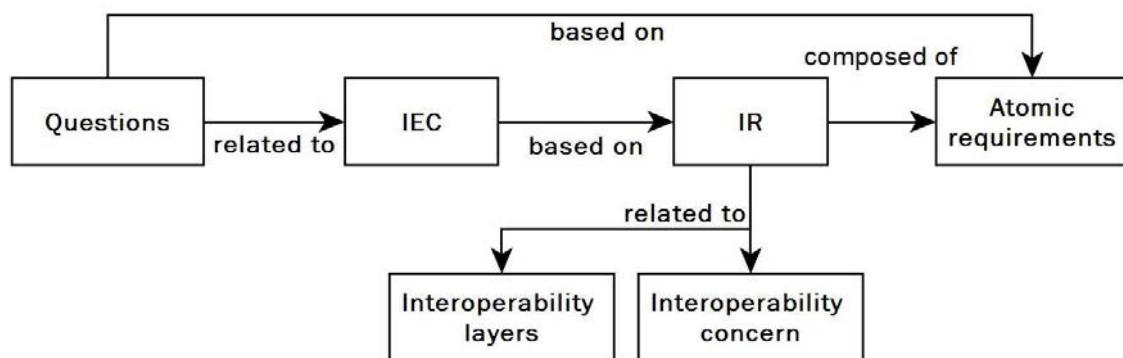 based on
composed of
Questions
IEC
IR
Atomic
requirements
related to
based on
related to
Interoperability
layers
Interoperability
concern